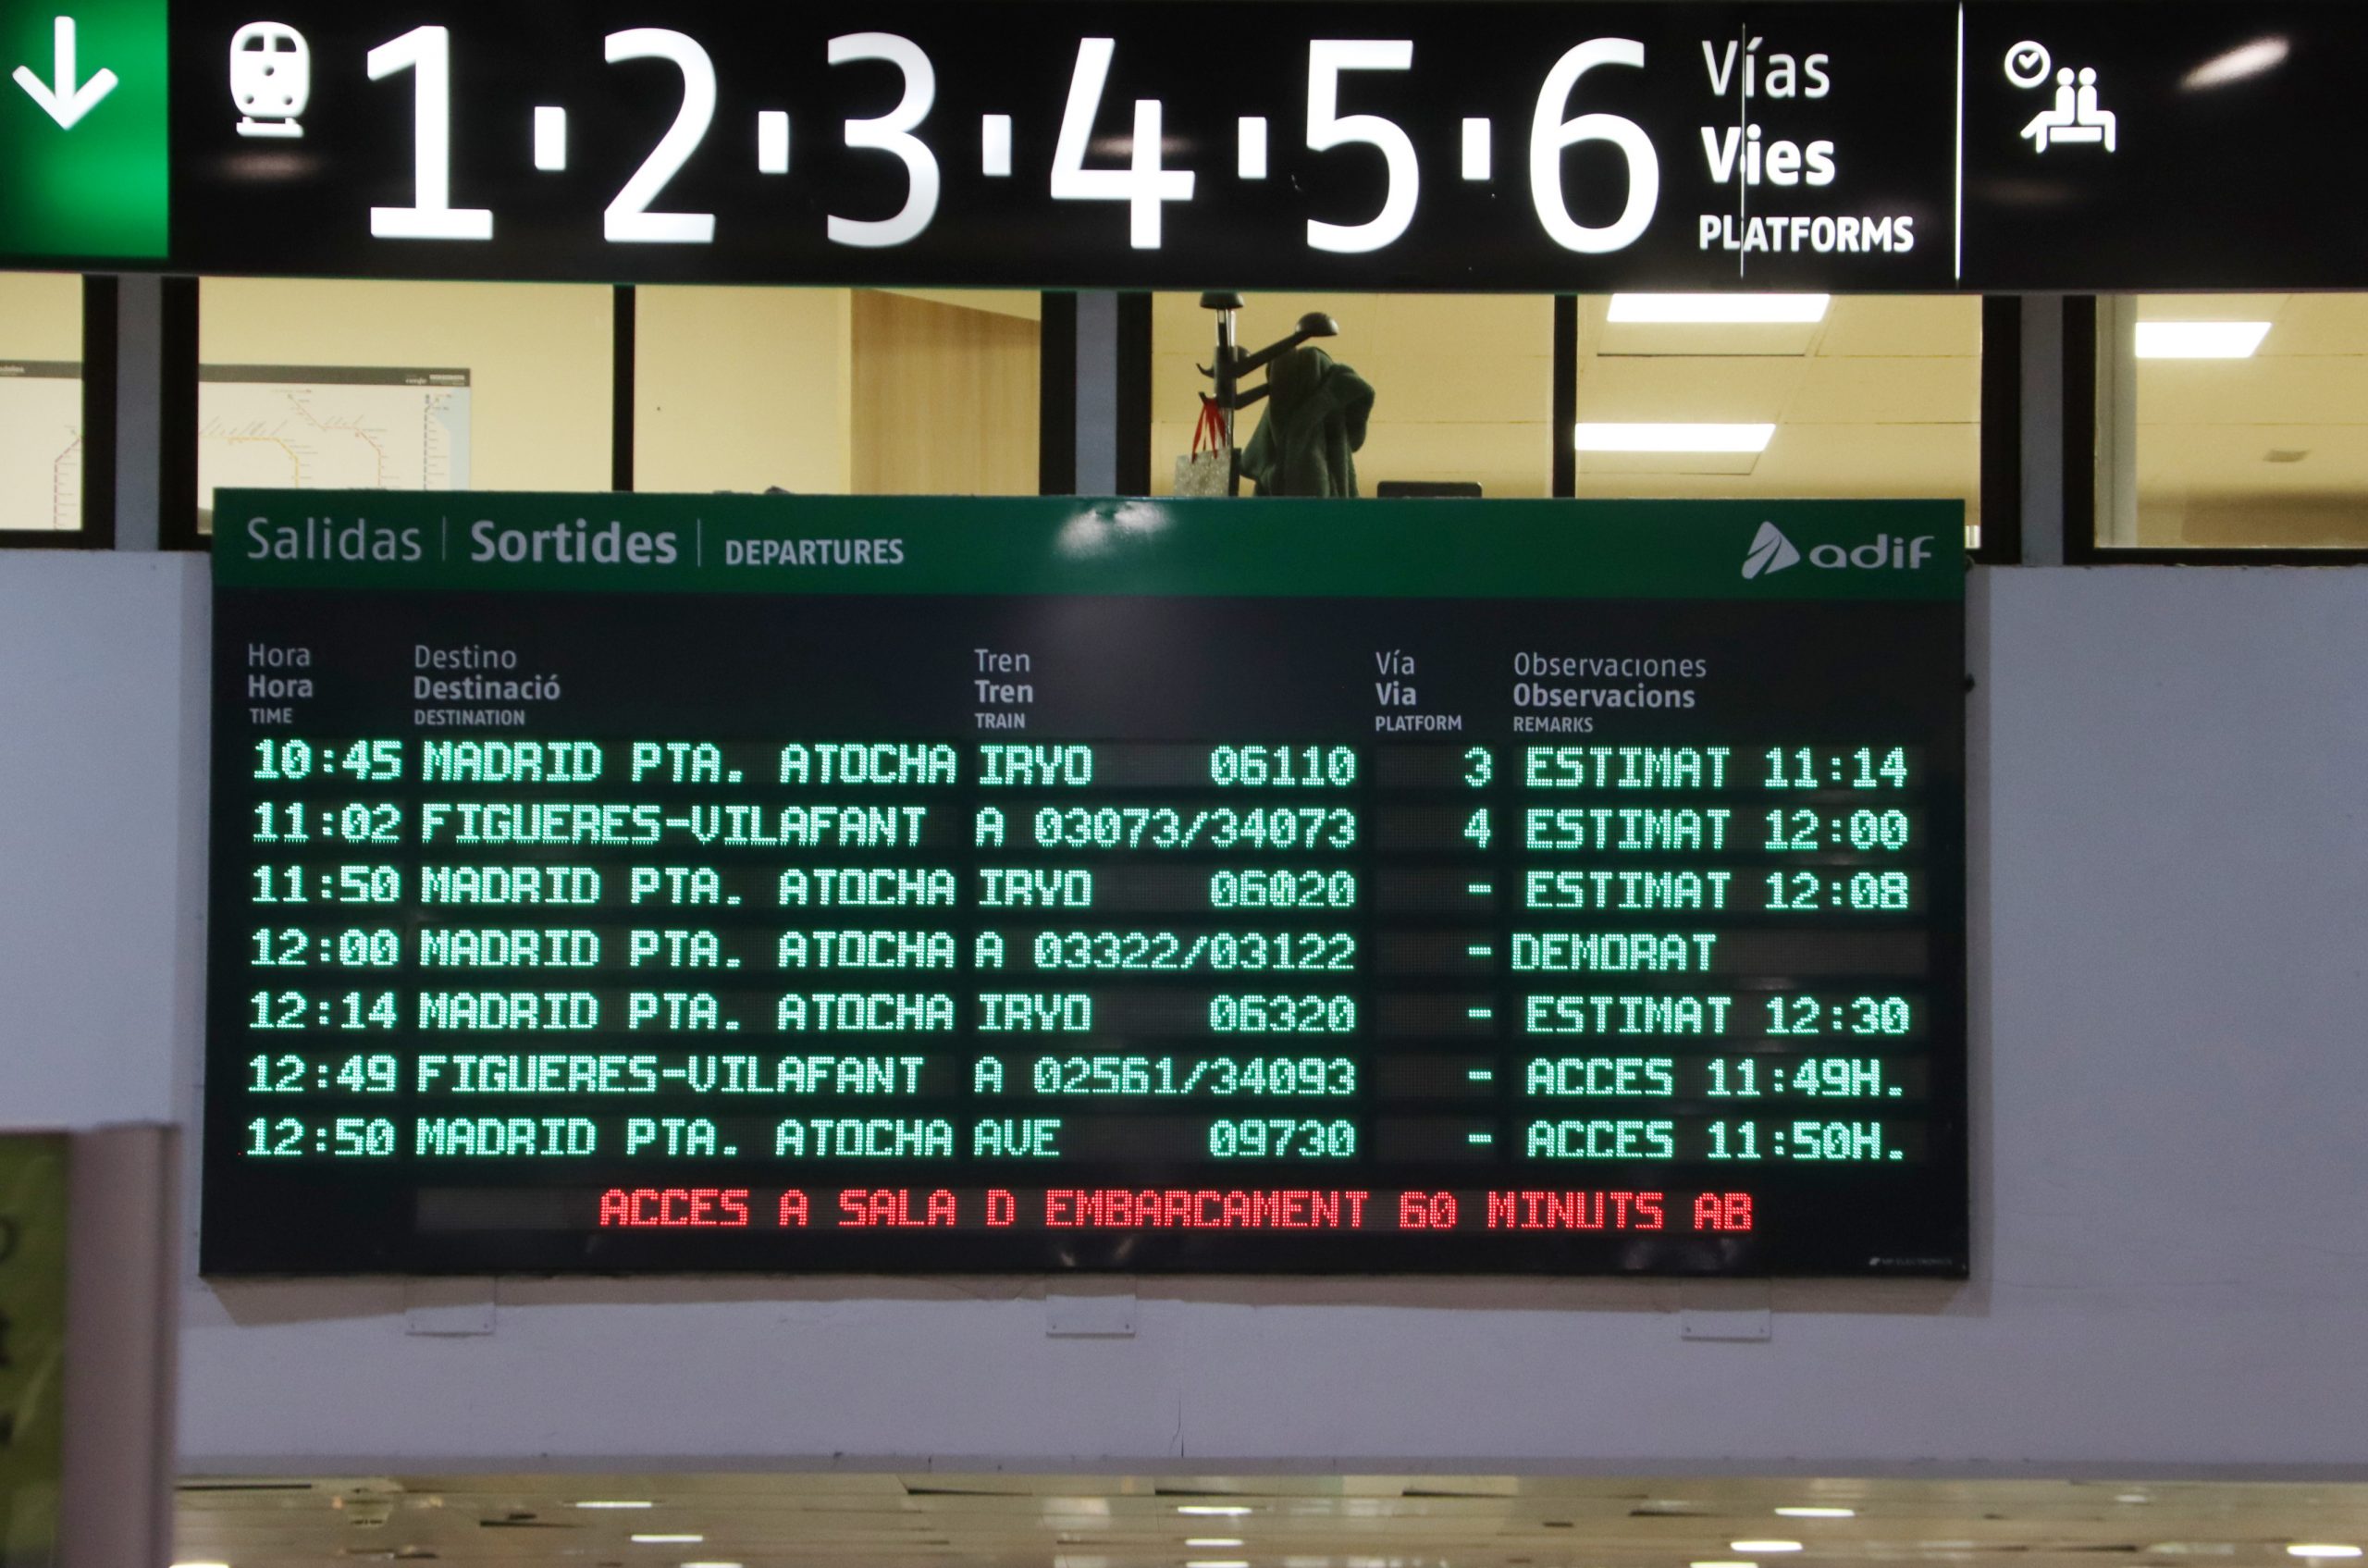 1·2·3·4·5·6
Vías
Vies
PLATFORMS
Salidas | Sortides | DEPARTURES
adif
Hora Destino Tren Vía Observaciones
Hora Destinació Tren Via Observacions
TIME DESTINATION TRAIN PLATFORM REMARKS
10:45 MADRID PTA. ATOCHA IRYO 06110 3 ESTIMAT 11:14
11:02 FIGUERES-VILAFANT A 03073/34073 4 ESTIMAT 12:00
11:50 MADRID PTA. ATOCHA IRYO 06020 - ESTIMAT 12:08
12:00 MADRID PTA. ATOCHA A 03322/03122 - DEMORAT
12:14 MADRID PTA. ATOCHA IRYO 06320 - ESTIMAT 12:30
12:49 FIGUERES-VILAFANT A 02561/34093 - ACCES 11:49H.
12:50 MADRID PTA. ATOCHA AVE 09730 - ACCES 11:50H.
ACCES A SALA D EMBARCAMENT 60 MINUTS AB